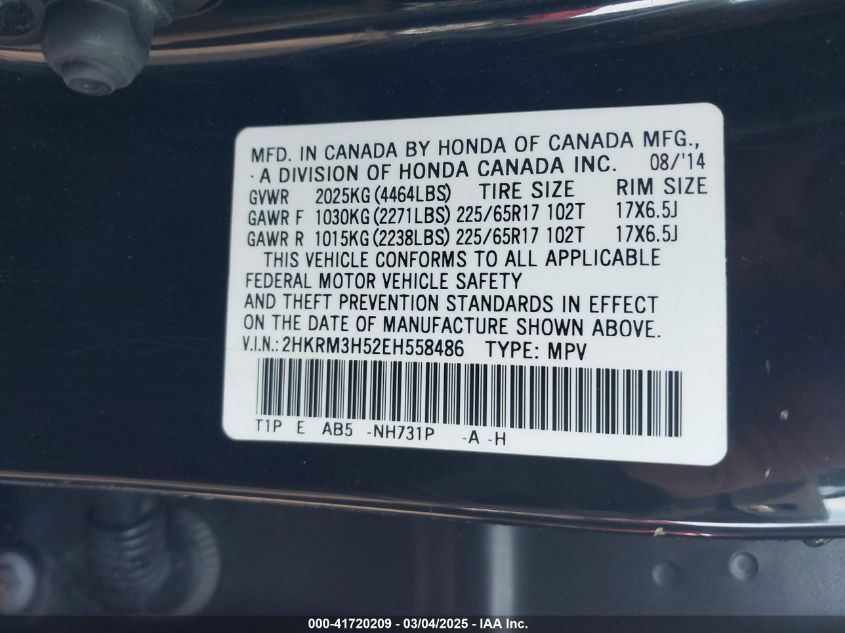 MFD. IN CANADA BY HONDA OF CANADA MFG.,
A DIVISION OF HONDA CANADA INC. 08/'14
GVWR 2025KG (4464LBS) TIRE SIZE RIM SIZE
GAWR F 1030KG (2271LBS) 225/65R17 102T 17X6.5J
GAWR R 1015KG (2238LBS) 225/65R17 102T 17X6.5J
THIS VEHICLE CONFORMS TO ALL APPLICABLE
FEDERAL MOTOR VEHICLE SAFETY
AND THEFT PREVENTION STANDARDS IN EFFECT
ON THE DATE OF MANUFACTURE SHOWN ABOVE.
V.I.N.: 2HKRM3H52EH558486 TYPE: MPV
T1P E AB5 -NH731P -A -H
000-41720209 - 03/04/2025 - IAA Inc.